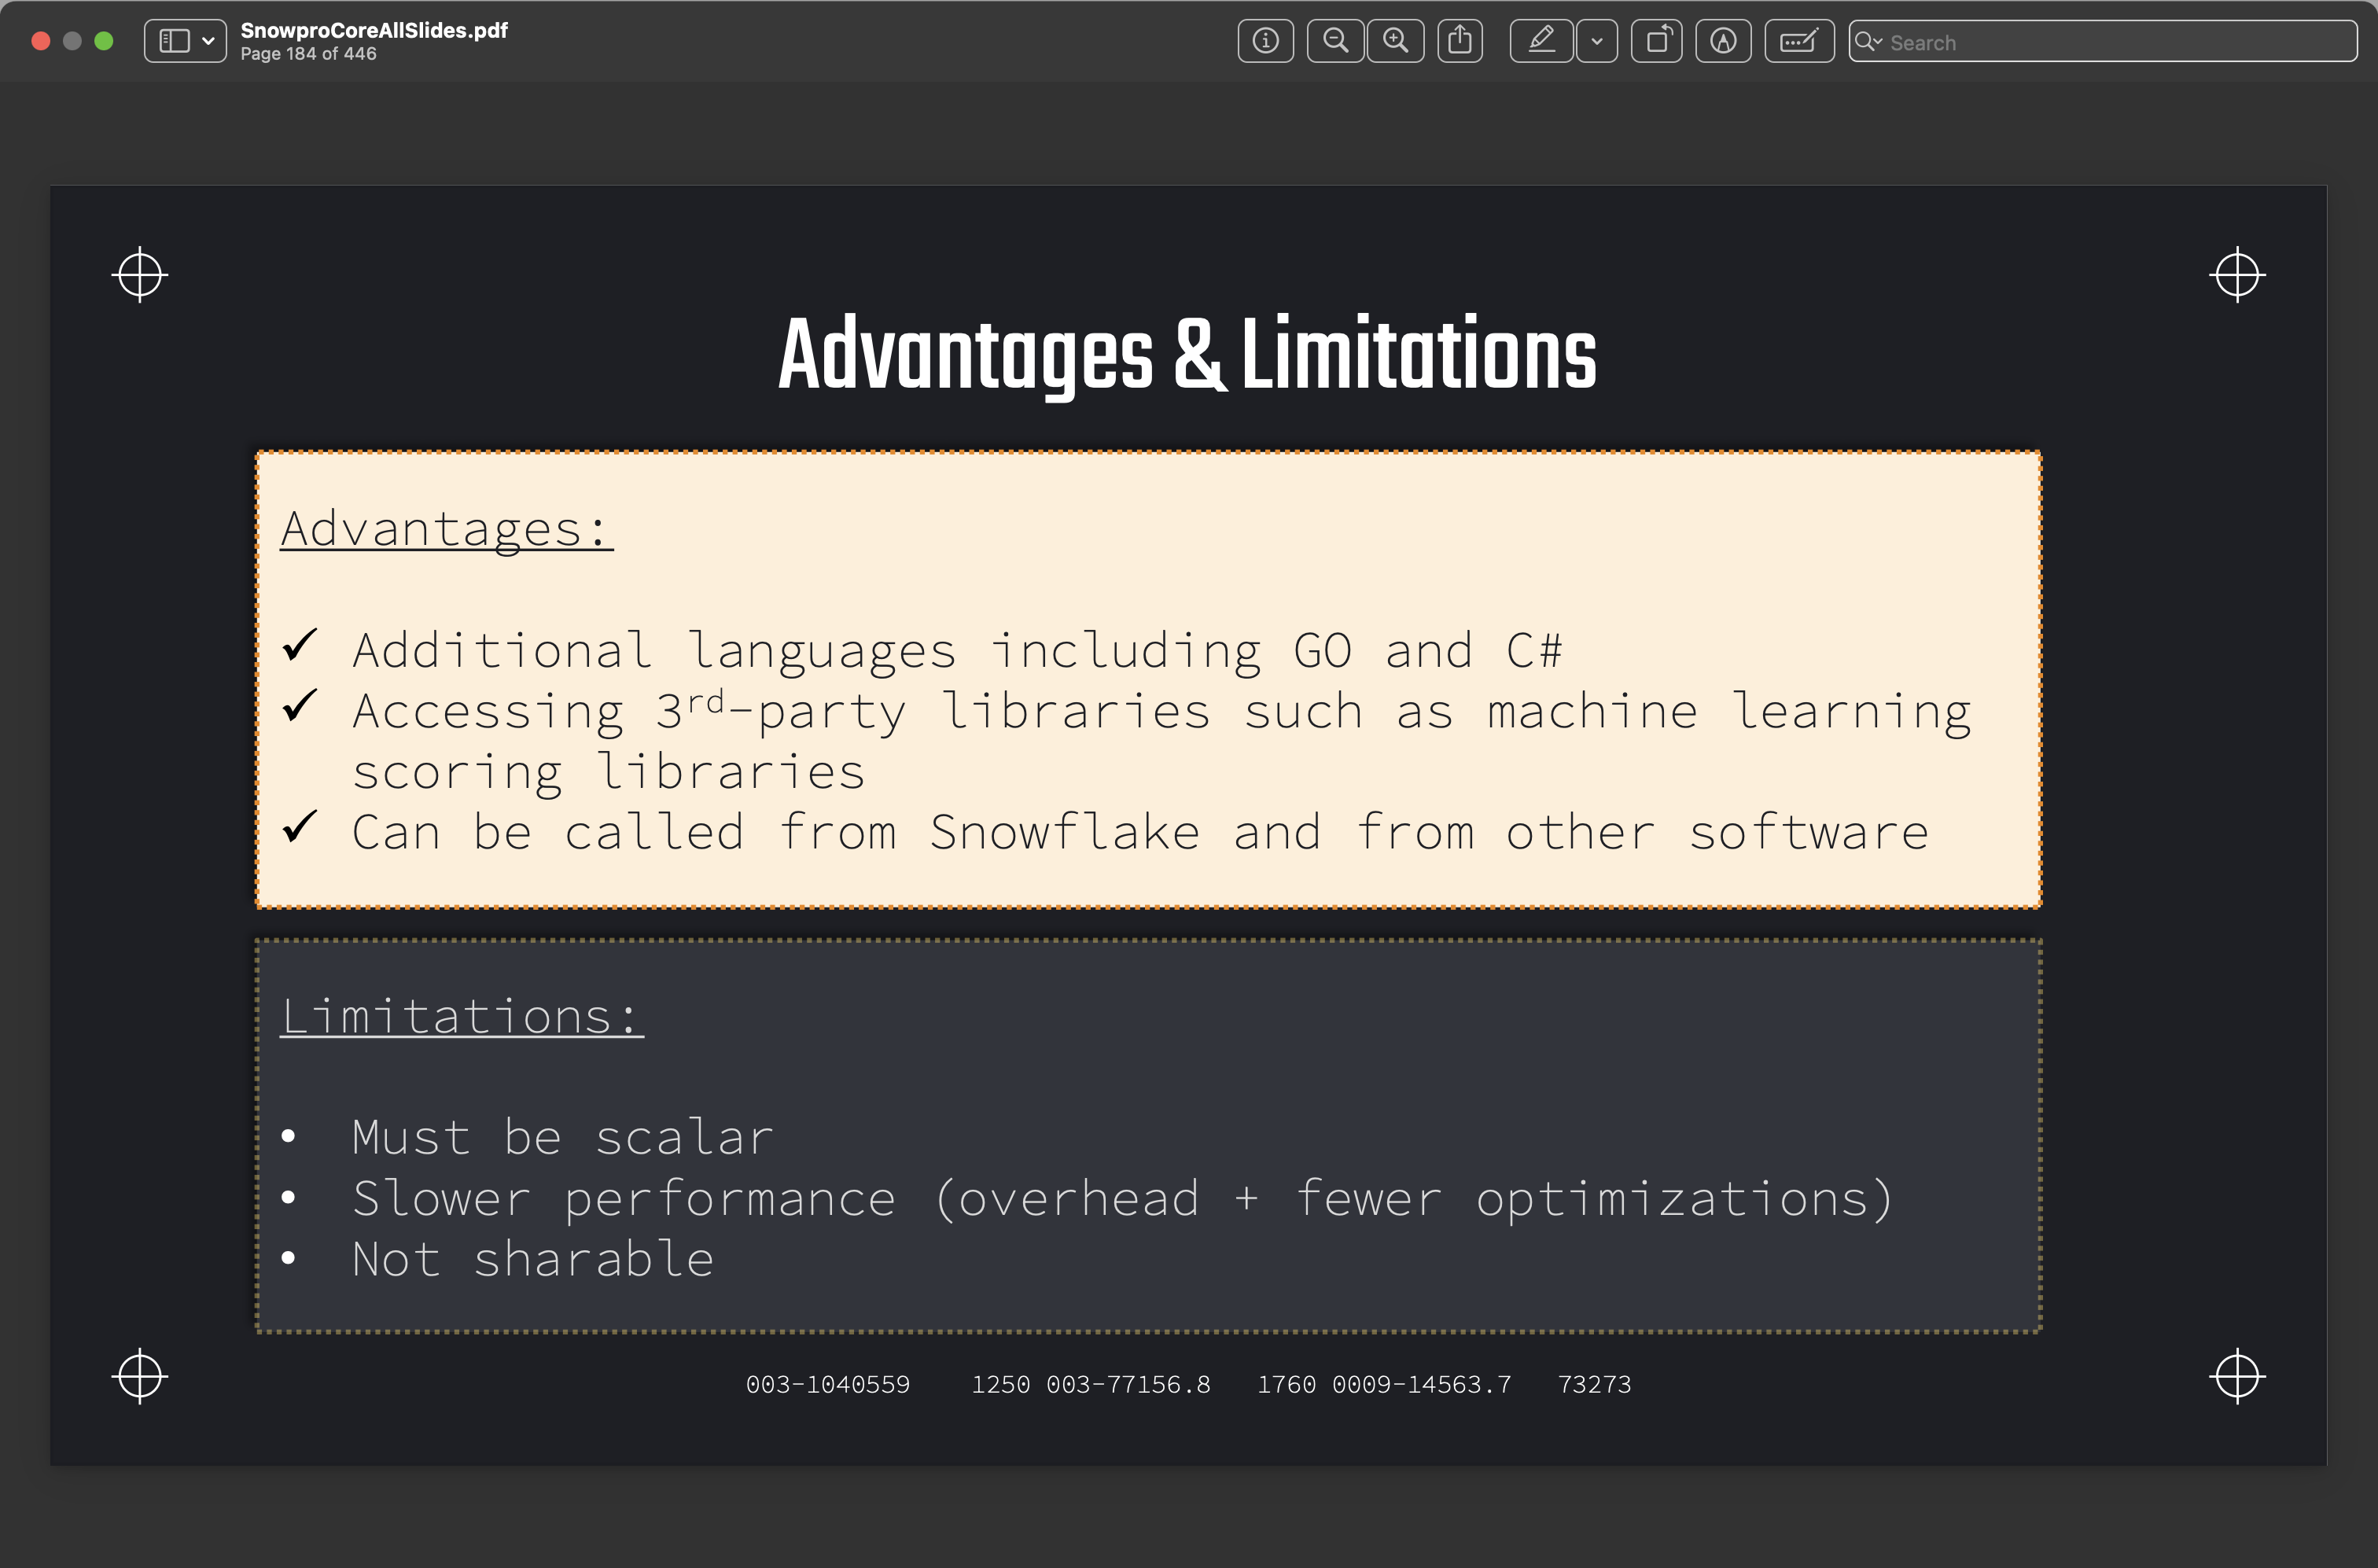 SnowproCoreAllSlides.pdf
Page 184 of 446
Search
Advantages & Limitations
Advantages:
✓ Additional languages including GO and C#
✓ Accessing 3rd-party libraries such as machine learning
scoring libraries
✓ Can be called from Snowflake and from other software
Limitations:
• Must be scalar
• Slower performance (overhead + fewer optimizations)
• Not sharable
003-1040559 1250 003-77156.8 1760 0009-14563.7 73273